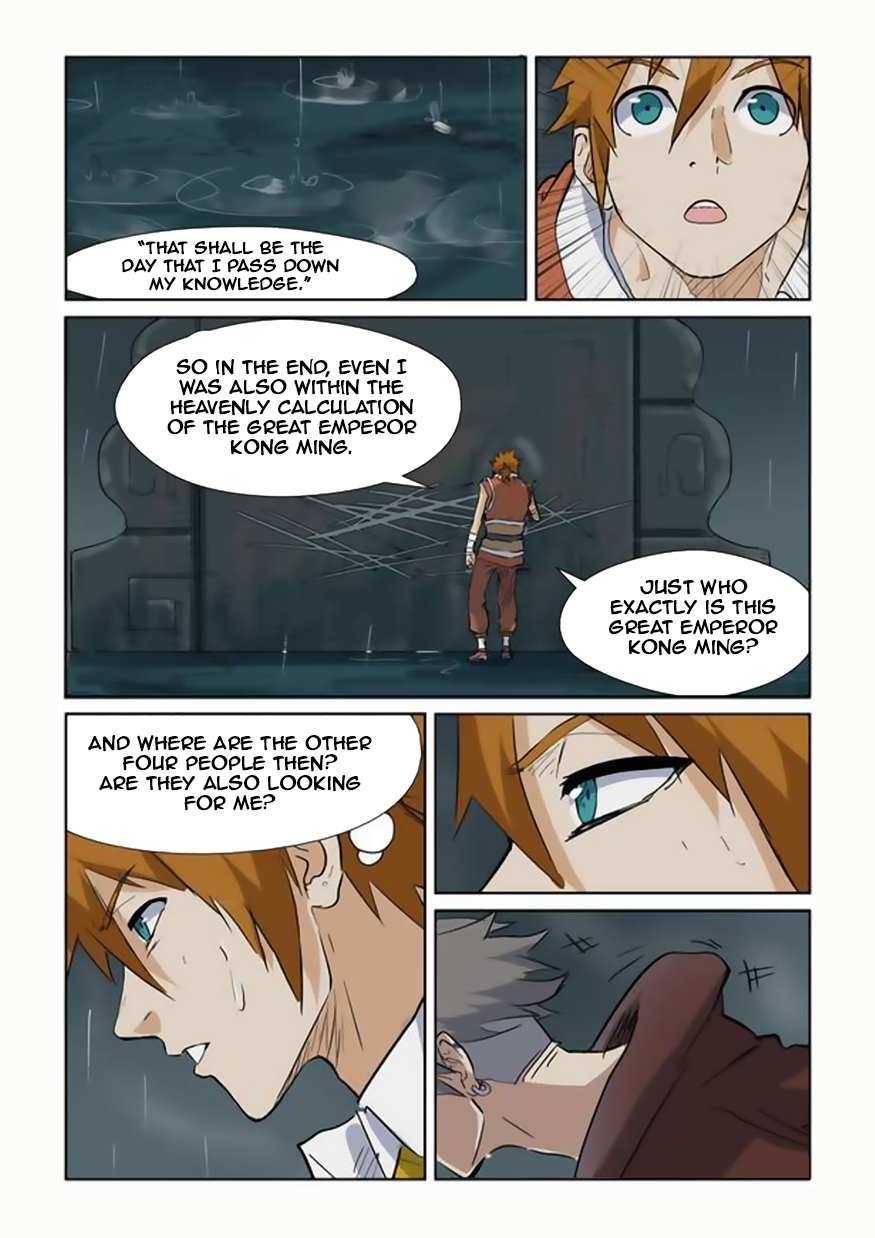 "THAT SHALL BE THE
DAY THAT I PASS DOWN
MY KNOWLEDGE."
SO IN THE END, EVEN I
WAS ALSO WITHIN THE
HEAVENLY CALCULATION
OF THE GREAT EMPEROR
KONG MING.
JUST WHO
EXACTLY IS THIS
GREAT EMPEROR
KONG MING?
AND WHERE ARE THE OTHER
FOUR PEOPLE THEN?
ARE THEY ALSO LOOKING
FOR ME?